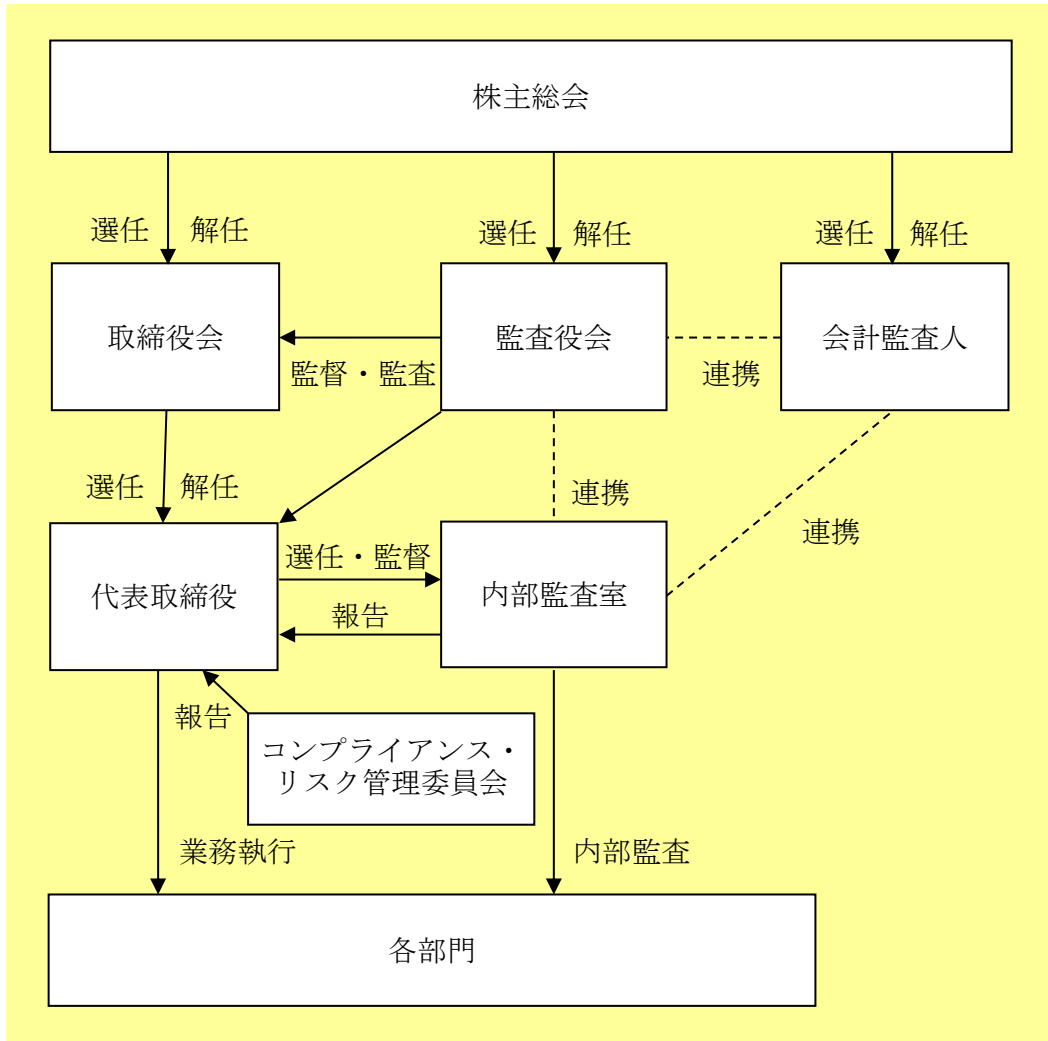 株主総会
選任
解任
選任
解任
選任
解任
取締役会
監査役会
会計監査人
監督・監査
連携
選任
解任
連携
連携
代表取締役
選任・監督
内部監査室
報告
報告
コンプライアンス・
リスク管理委員会
業務執行
内部監査
各部門